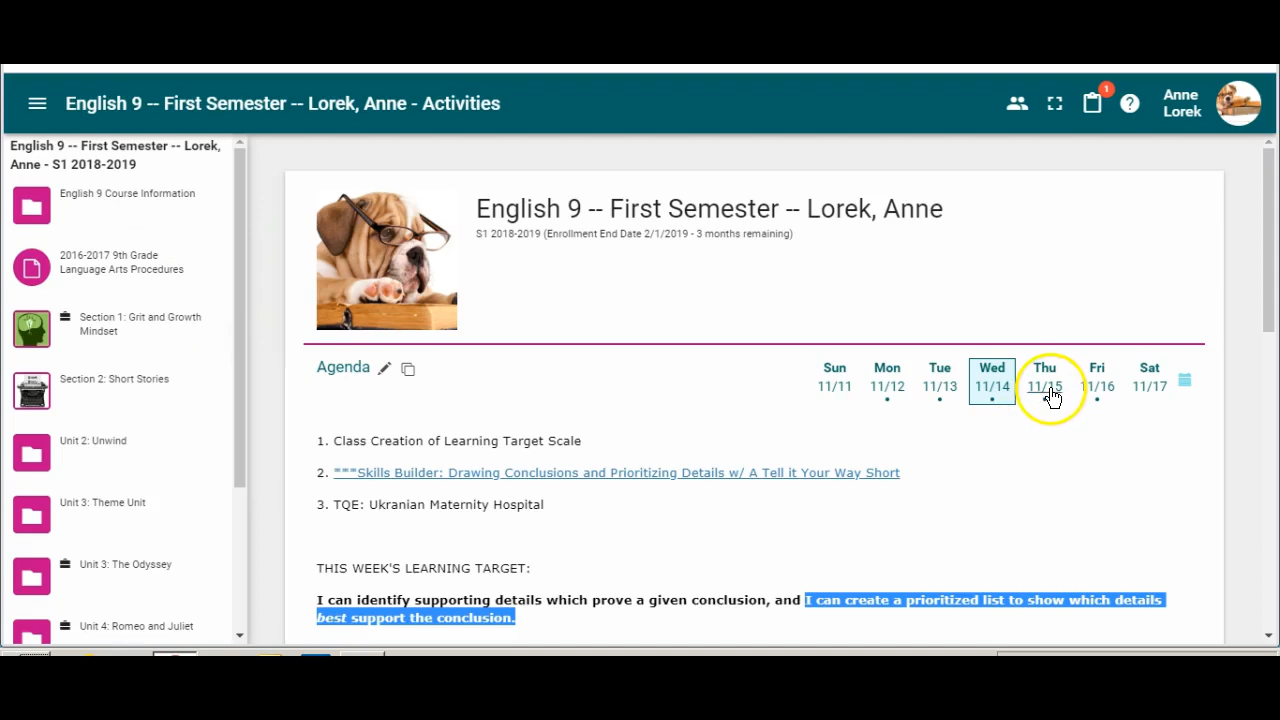 English 9 -- First Semester -- Lorek, Anne - Activities
1
Anne
Lorek
English 9 -- First Semester -- Lorek,
Anne - S1 2018-2019
English 9 Course Information
2016-2017 9th Grade
Language Arts Procedures
Section 1: Grit and Growth
Mindset
Section 2: Short Stories
Unit 2: Unwind
Unit 3: Theme Unit
Unit 3: The Odyssey
Unit 4: Romeo and Juliet
English 9 -- First Semester -- Lorek, Anne
S1 2018-2019 (Enrollment End Date 2/1/2019 - 3 months remaining)
Agenda
Sun Mon Tue Wed Thu Fri Sat
11/11 11/12 11/13 11/14 11/15 11/16 11/17
1. Class Creation of Learning Target Scale
2. ***Skills Builder: Drawing Conclusions and Prioritizing Details w/ A Tell it Your Way Short
3. TQE: Ukranian Maternity Hospital
THIS WEEK'S LEARNING TARGET:
I can identify supporting details which prove a given conclusion, and I can create a prioritized list to show which details
best support the conclusion.